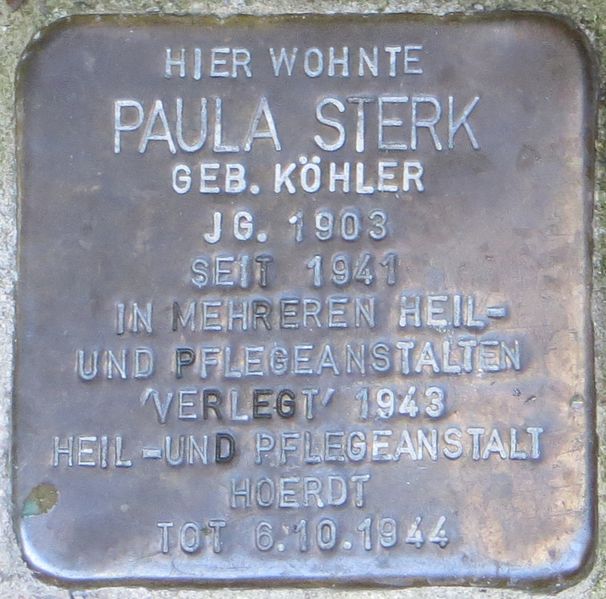 HIER WOHNTE
PAULA STERK
GEB. KÖHLER
JG. 1903
SEIT 1941
IN MEHREREN HEIL-
UND PFLEGEANSTALTEN
'VERLEGT' 1943
HEIL-UND PFLEGEANSTALT
HOERDT
TOT 6.10.1944